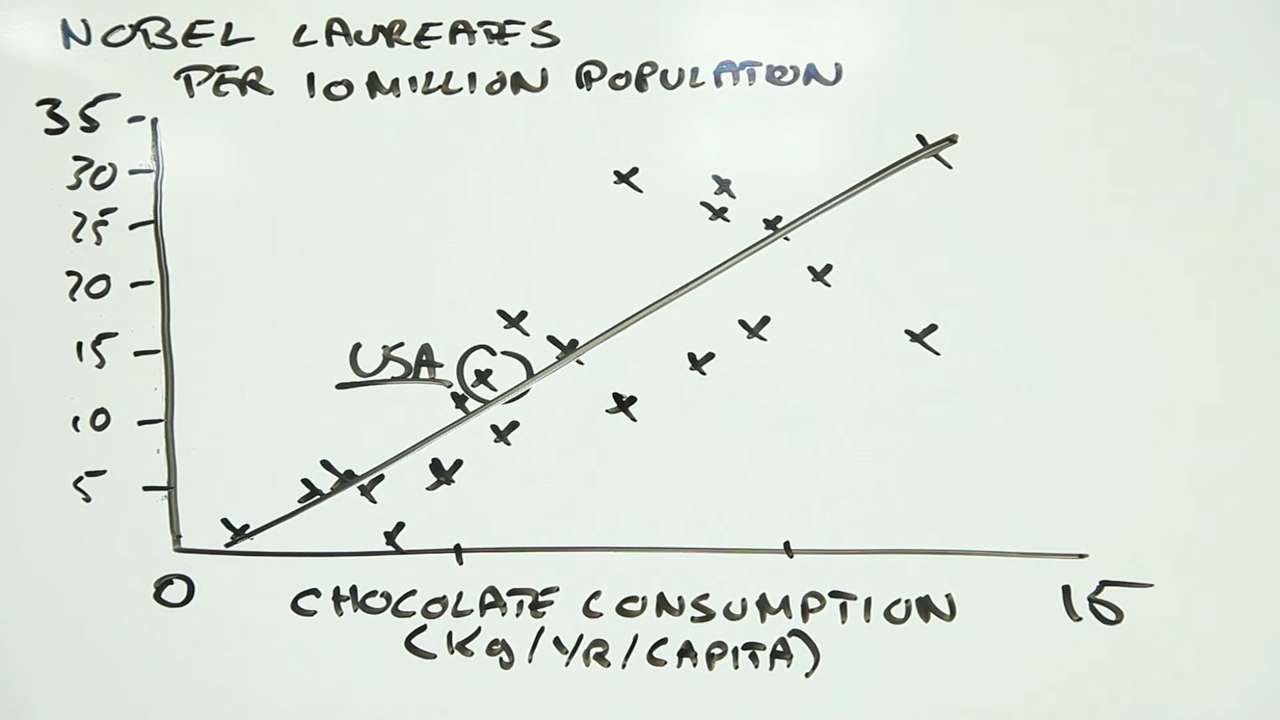 NOBEL LAUREATES
PER 10 MILLION POPULATION
35
30
25
20
15
10
5
USA
0
15
CHOCOLATE CONSUMPTION
(Kg/YR/CAPITA)